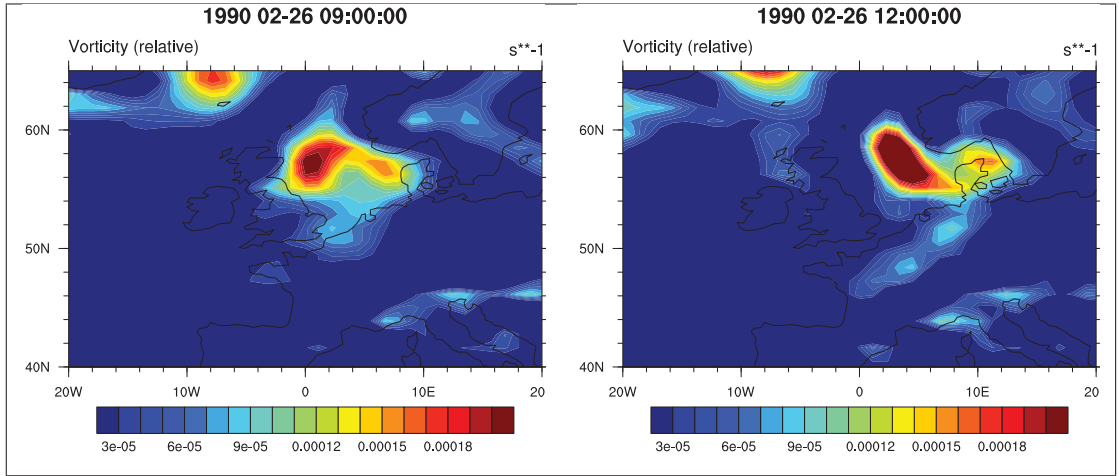 1990 02-26 09:00:00
Vorticity (relative) s**-1
60N
50N
40N
20W 10W 0 10E 20
3e-05 6e-05 9e-05 0.00012 0.00015 0.00018
1990 02-26 12:00:00
Vorticity (relative) s**-1
60N
50N
40N
20W 10W 0 10E 20
3e-05 6e-05 9e-05 0.00012 0.00015 0.00018